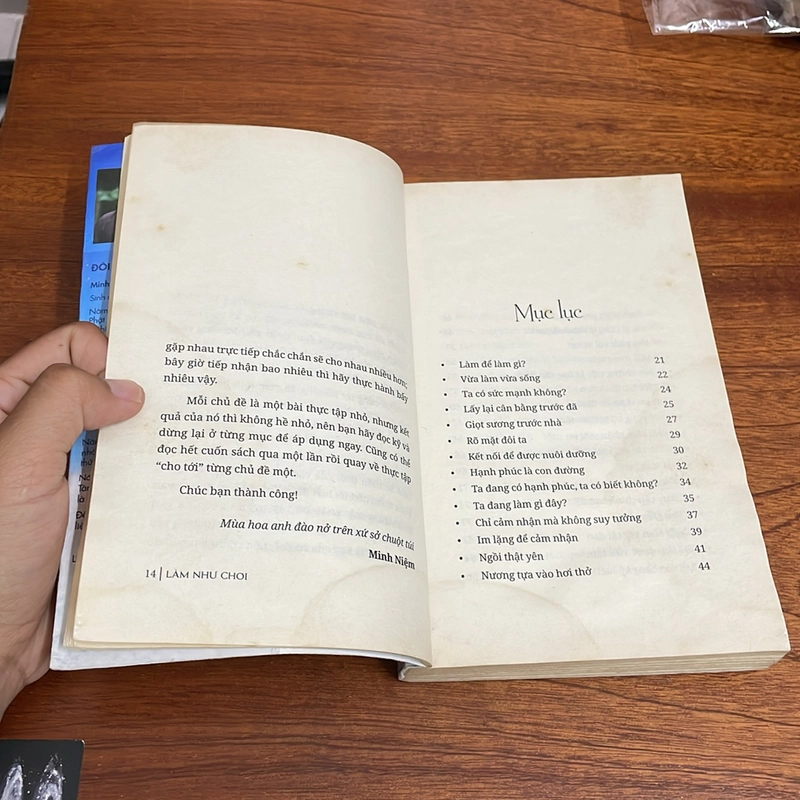 gặp nhau trực tiếp chắc chắn sẽ cho nhau nhiều hơn;
bây giờ tiếp nhận bao nhiêu thì hãy thực hành bấy
nhiêu vậy.
Mỗi chủ đề là một bài thực tập nhỏ, nhưng kết
quả của nó thì không hề nhỏ, nên bạn hãy đọc kỹ và
dừng lại ở từng mục để áp dụng ngay. Cũng có thể
đọc hết cuốn sách qua một lần rồi quay về thực tập
“cho tới” từng chủ đề một.
Chúc bạn thành công!
Mùa hoa anh đào nở trên xứ sở chuột túi
Minh Niệm
14 | LÀM NHƯ CHƠI
Mục lục
• Làm để làm gì? 21
• Vừa làm vừa sống 22
• Ta có sức mạnh không? 24
• Lấy lại cân bằng trước đã 25
• Giọt sương trước nhà 27
• Rõ mặt đôi ta 29
• Kết nối để được nuôi dưỡng 30
• Hạnh phúc là con đường 32
• Ta đang có hạnh phúc, ta có biết không? 34
• Ta đang làm gì đây? 35
• Chỉ cảm nhận mà không suy tưởng 37
• Im lặng để cảm nhận 39
• Ngồi thật yên 41
• Nương tựa vào hơi thở 44